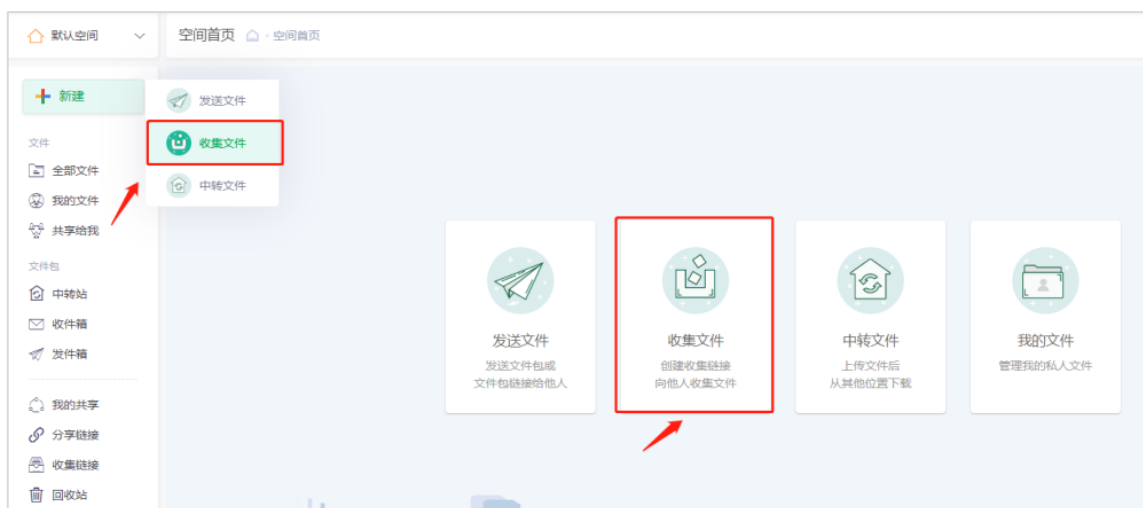 默认空间
空间首页
空间首页
新建
发送文件
收集文件
中转文件
文件
全部文件
我的文件
共享给我
文件包
中转站
收件箱
发件箱
我的共享
分享链接
收集链接
回收站
发送文件
发送文件包或
文件包链接给他人
收集文件
创建收集链接
向他人收集文件
中转文件
上传文件后
从其他位置下载
我的文件
管理我的私人文件